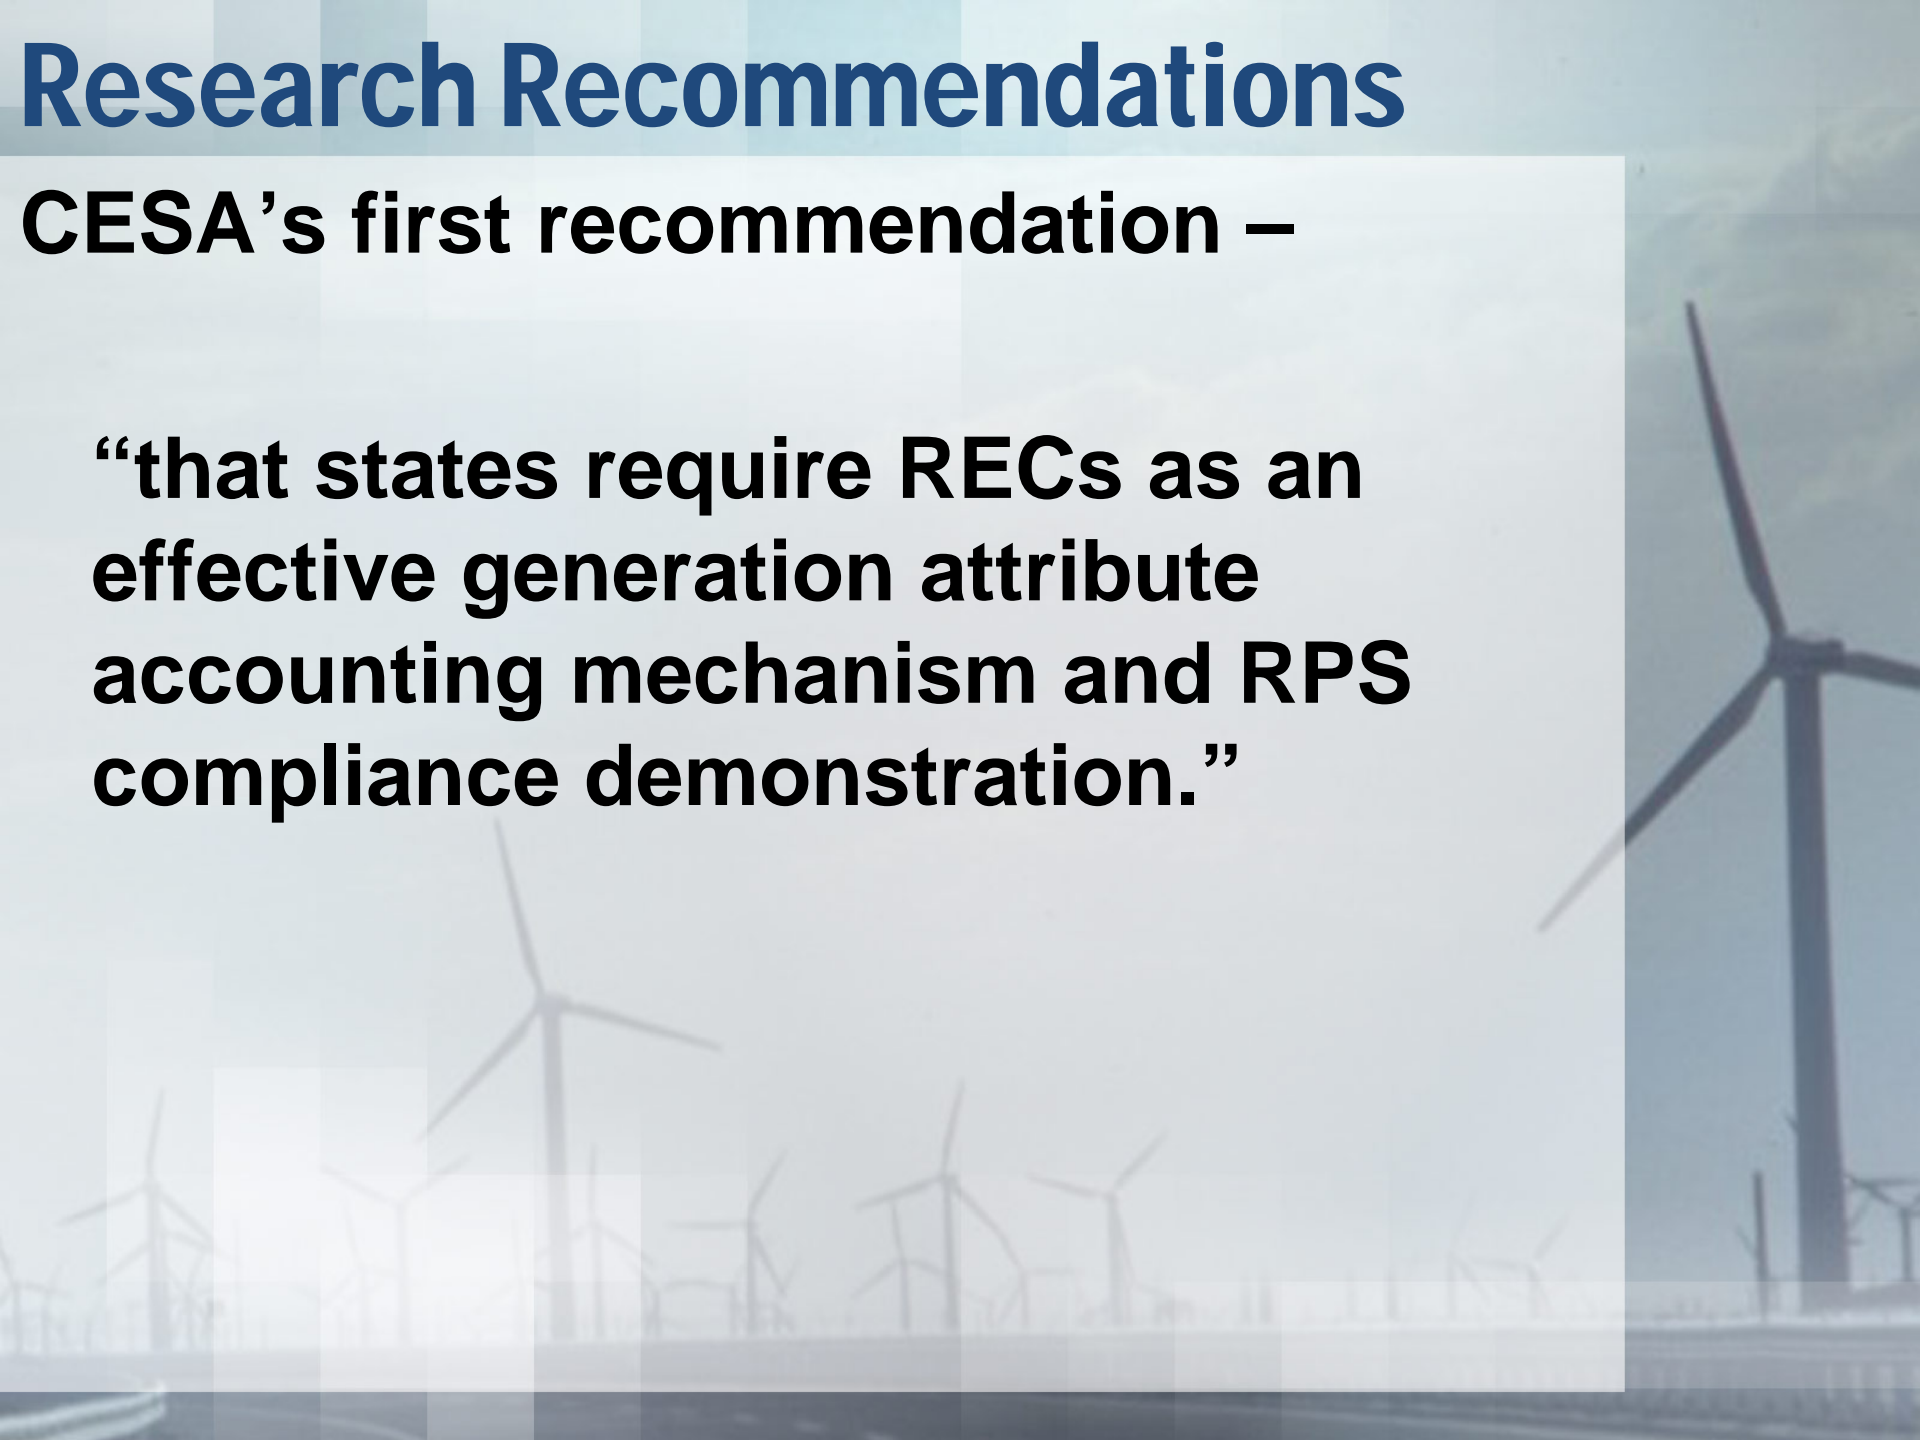 Research Recommendations
CESA’s first recommendation –
“that states require RECs as an
effective generation attribute
accounting mechanism and RPS
compliance demonstration.”